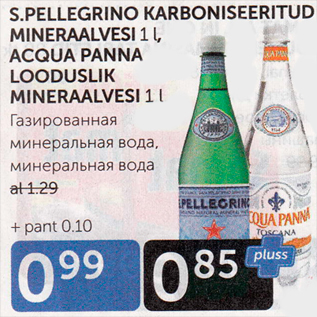 S.PELLEGRINO KARBONISEERITUD
MINERAALVESI 1 l,
ACQUA PANNA
LOODUSLIK
MINERAALVESI 1 l
Газированная
минеральная вода,
минеральная вода
al 1.29
+ pant 0.10
0.99
0.85
pluss
S.PELLEGRINO
ACQUA PANNA
TOSCANA